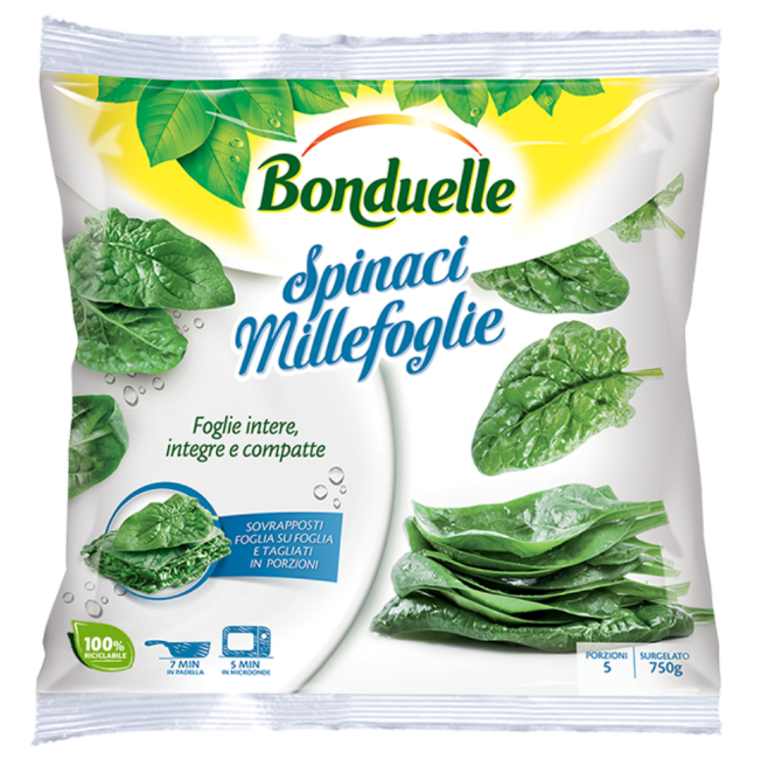 Bonduelle
Spinaci
Millefoglie
Foglie intere,
integre e compatte
SOVRAPPOSTI
FOGLIA SU FOGLIA
E TAGLIATI
IN PORZIONI
100%
RICICLABILE
7 MIN
IN PADELLA
5 MIN
IN MICROONDE
PORZIONI
5
SURGELATO
750g